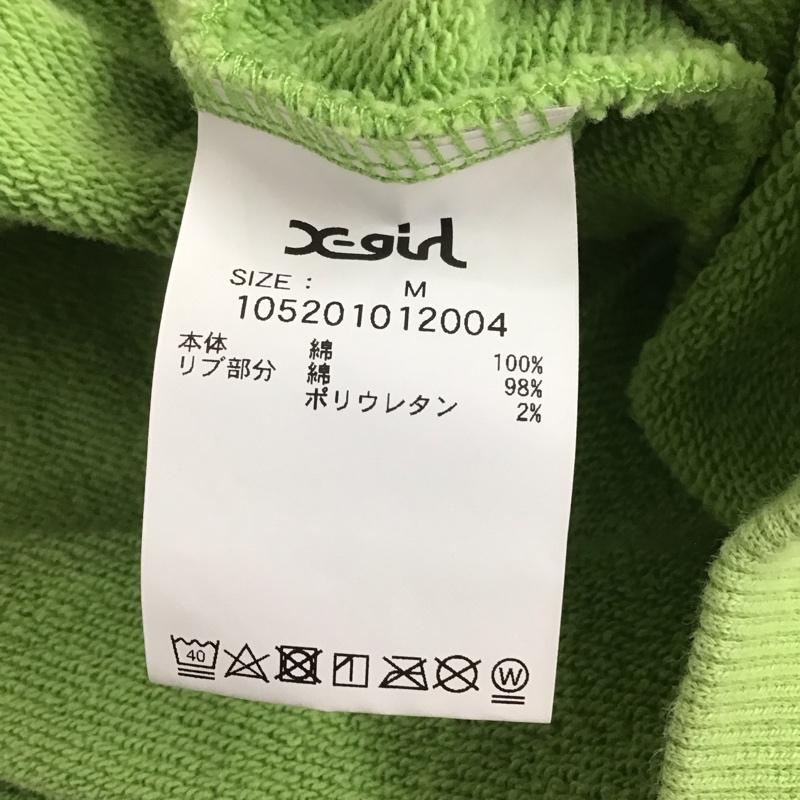 X-girl
SIZE : M
105201012004
本体 綿 100%
リブ部分 綿 98%
ポリウレタン 2%
40 W